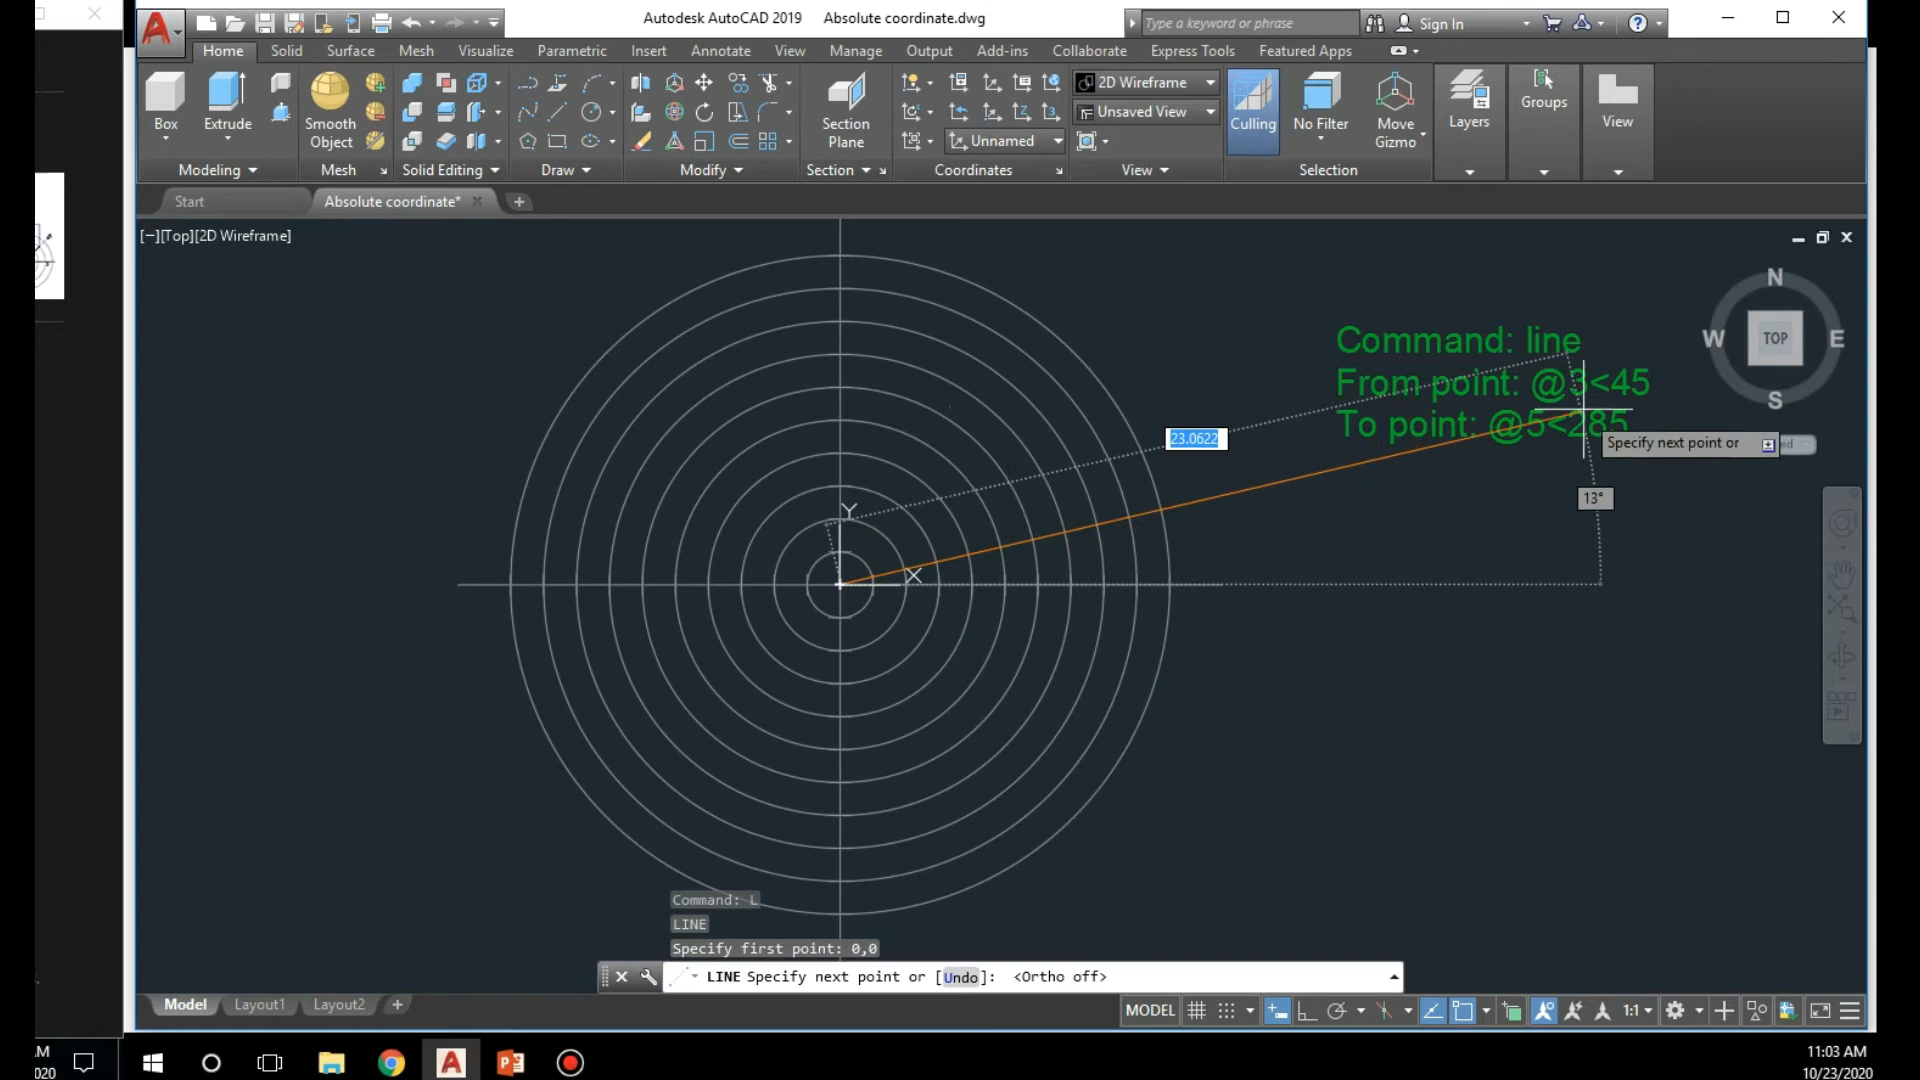 Autodesk AutoCAD 2019 Absolute coordinate.dwg
Type a keyword or phrase
Sign In
Home Solid Surface Mesh Visualize Parametric Insert Annotate View Manage Output Add-ins Collaborate Express Tools Featured Apps
Box
Extrude
Smooth
Object
Section
Plane
2D Wireframe
Unsaved View
Unnamed
Culling
No Filter
Move
Gizmo
Layers
Groups
View
Modeling Mesh Solid Editing Draw Modify Section Coordinates View Selection
Start Absolute coordinate*
[−][Top][2D Wireframe]
N
W TOP E
S
Command: line
From point: @3<45
To point: @5<285
23.0622
Specify next point or
ed
13°
Y
X
Command: L
LINE
Specify first point: 0,0
LINE Specify next point or [Undo]: <Ortho off>
Model Layout1 Layout2
MODEL
1:1
AM
020
11:03 AM
10/23/2020